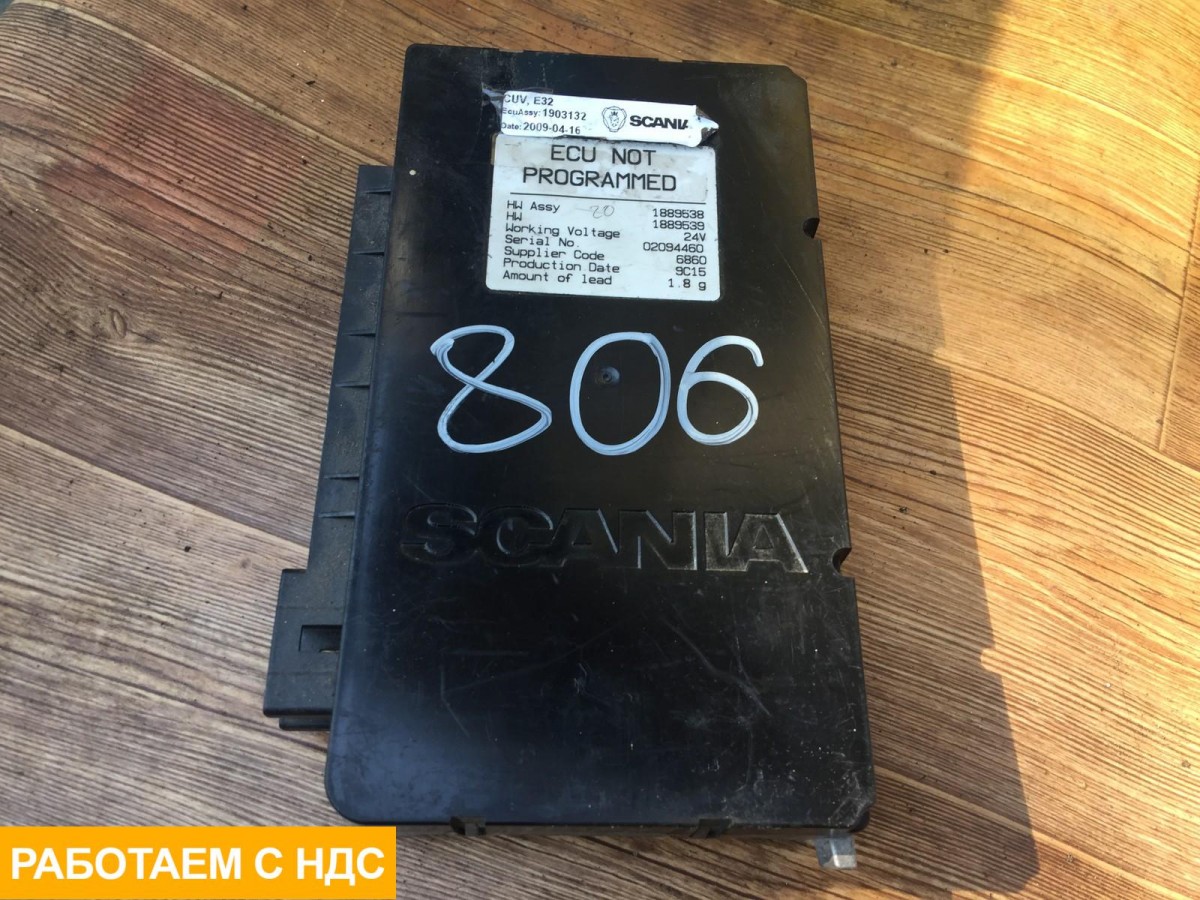 CUV, E32
EcuAssy: 1903132
Date: 2009-04-16
SCANIA
ECU NOT
PROGRAMMED
HW Assy 20 1889538
HW 1889539
Working Voltage 24V
Serial No. 02094460
Supplier Code 6860
Production Date 9C15
Amount of lead 1.8 g
806
SCANIA
РАБОТАЕМ С НДС